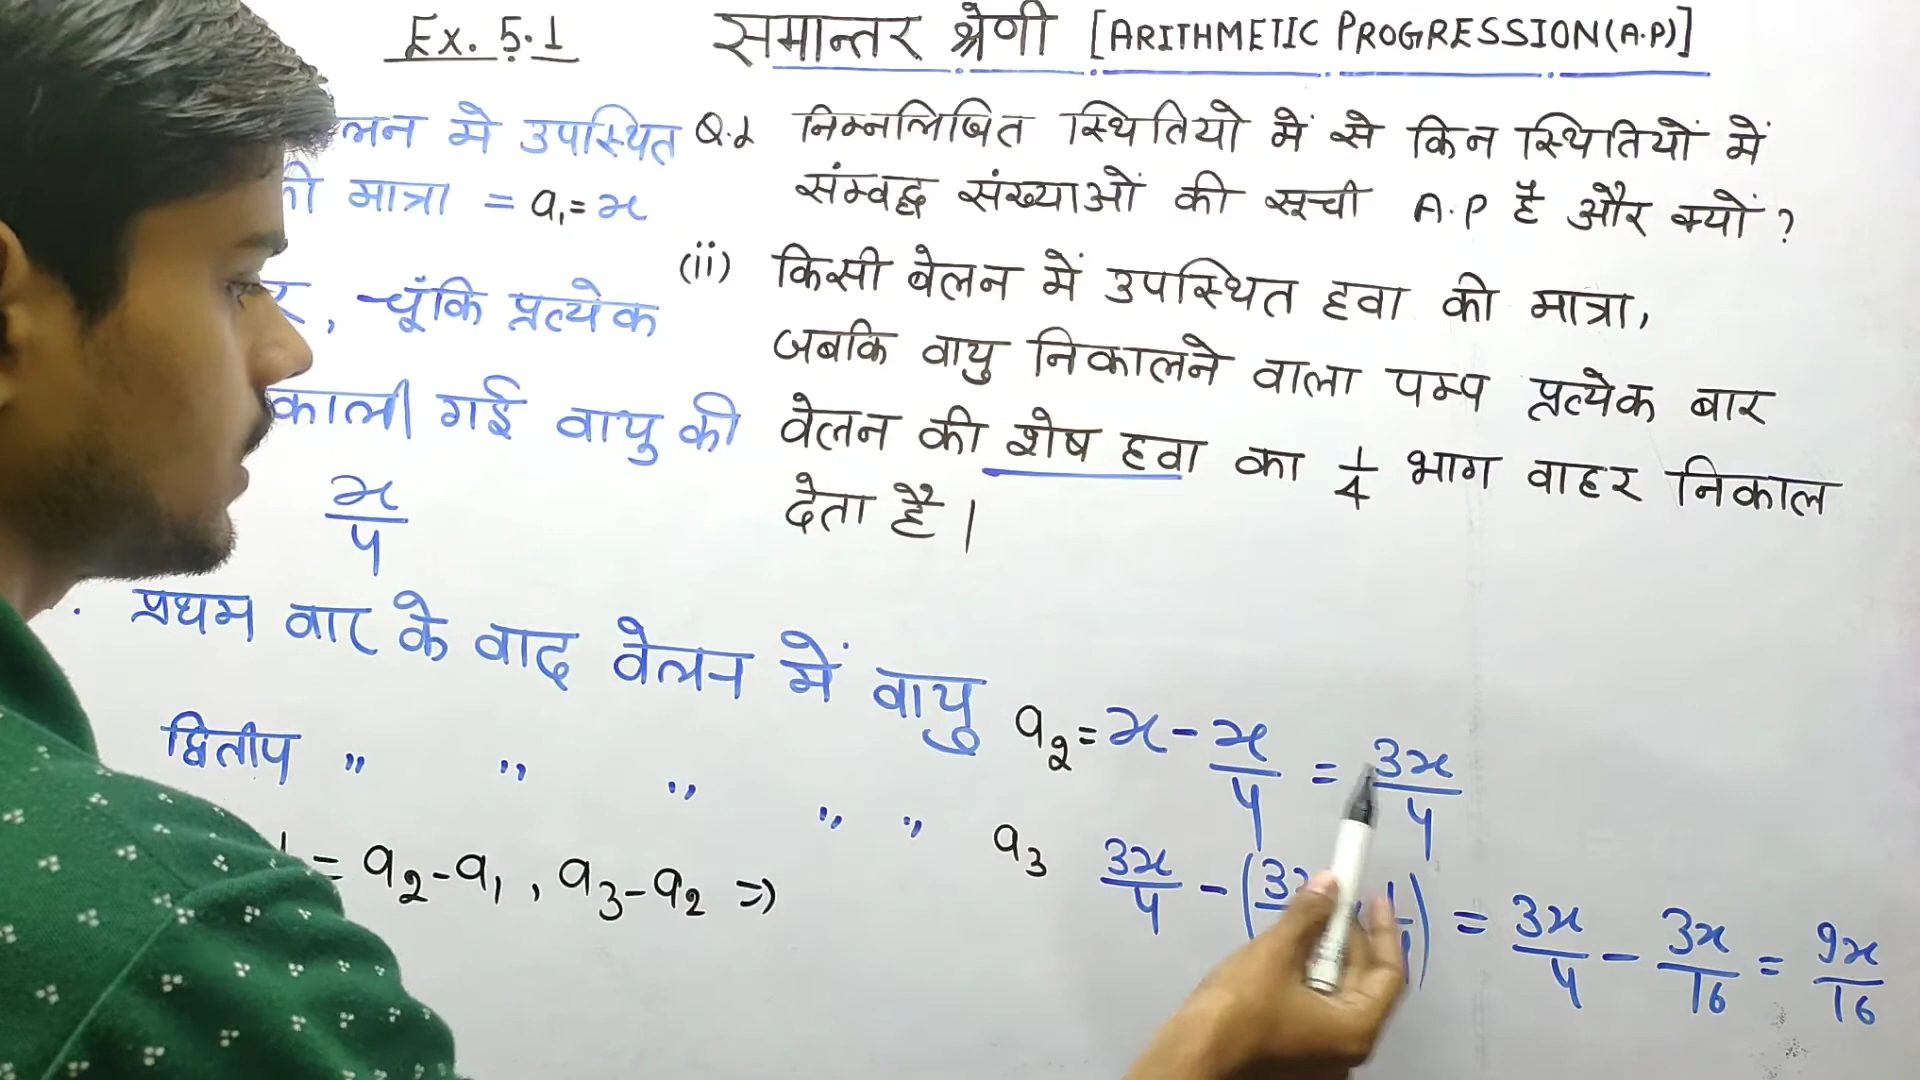 Ex. 5.1
समान्तर श्रेणी [ARITHMETIC PROGRESSION(A.P)]
लन मे उपस्थित
मात्रा = a₁ = x
, चूंकि प्रत्येक
गई वायु की
x/4
Q.1 निम्नलिखित स्थितियो में से किन स्थितियों में
संम्वद्ध संख्याओं की सूची A.P है और क्यों ?
(ii) किसी बेलन में उपस्थित हवा की मात्रा,
जबकि वायु निकालने वाला पम्प प्रत्येक बार
वेलन की शेष हवा का 1/4 भाग वाहर निकाल
देता है।
प्रथम वार के वाद वेलन में वायु a₂ = x - x/4 = 3x/4
द्वितीय " " " " " a₃ 3x/4 - ( ) = 3x/4 - 3x/16 = 9x/16
= a₂-a₁ , a₃-a₂ ⇒